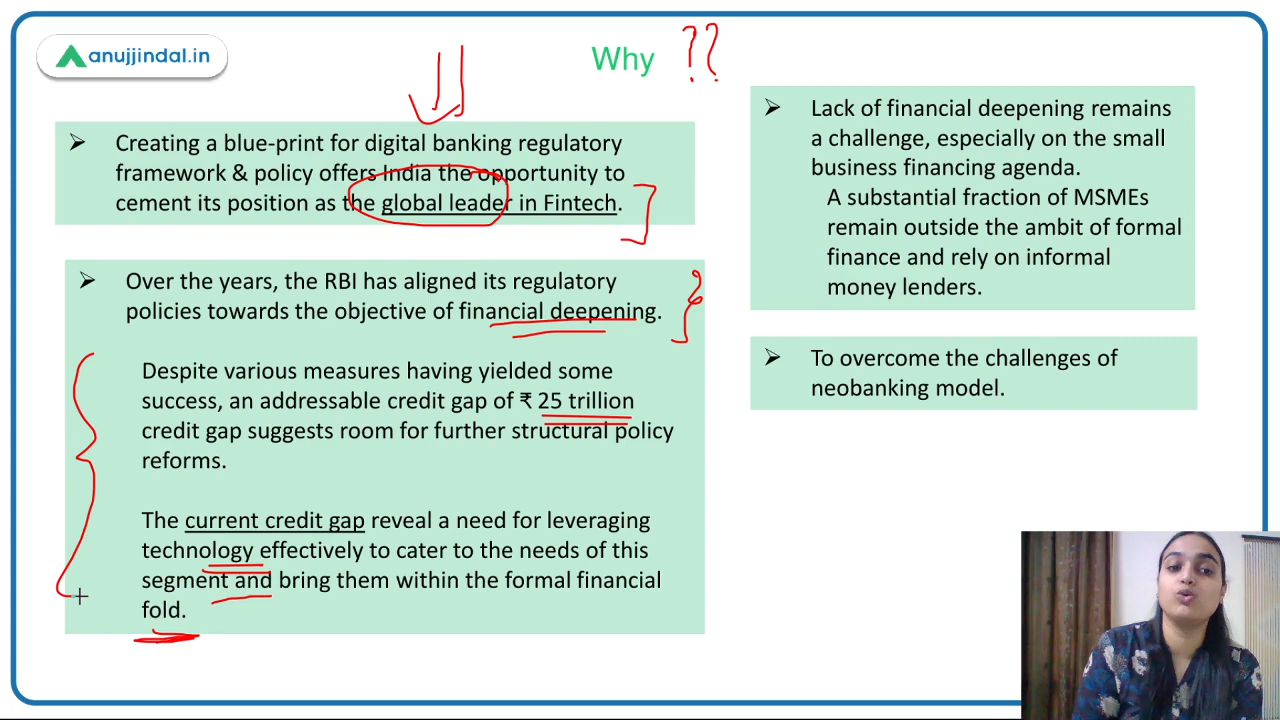 anujjindal.in
Why ??
➤ Creating a blue-print for digital banking regulatory
framework & policy offers India the opportunity to
cement its position as the global leader in Fintech.
➤ Over the years, the RBI has aligned its regulatory
policies towards the objective of financial deepening.
Despite various measures having yielded some
success, an addressable credit gap of ₹ 25 trillion
credit gap suggests room for further structural policy
reforms.
The current credit gap reveal a need for leveraging
technology effectively to cater to the needs of this
segment and bring them within the formal financial
fold.
➤ Lack of financial deepening remains
a challenge, especially on the small
business financing agenda.
A substantial fraction of MSMEs
remain outside the ambit of formal
finance and rely on informal
money lenders.
➤ To overcome the challenges of
neobanking model.